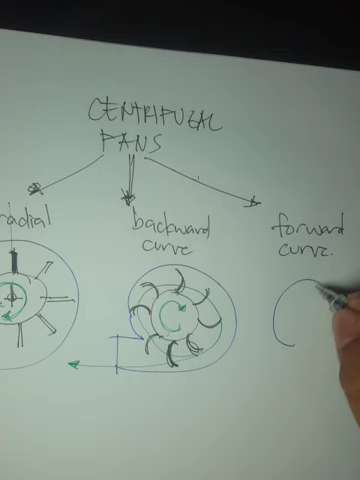 CENTRIFUGAL
FANS
radial
backward
curve
forward
curve.